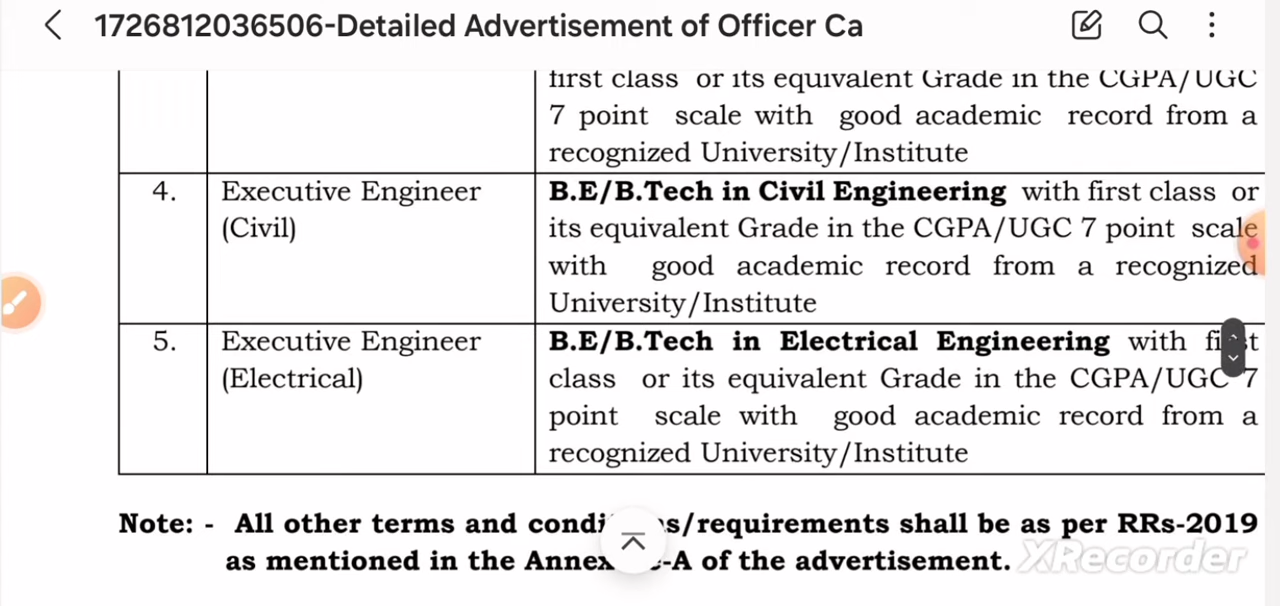 1726812036506-Detailed Advertisement of Officer Ca
first class or its equivalent Grade in the CGPA/UGC
7 point scale with good academic record from a
recognized University/Institute
4. Executive Engineer (Civil)
B.E/B.Tech in Civil Engineering with first class or
its equivalent Grade in the CGPA/UGC 7 point scale
with good academic record from a recognized
University/Institute
5. Executive Engineer (Electrical)
B.E/B.Tech in Electrical Engineering with first
class or its equivalent Grade in the CGPA/UGC 7
point scale with good academic record from a
recognized University/Institute
Note: - All other terms and conditions/requirements shall be as per RRs-2019
as mentioned in the Annexure-A of the advertisement.
XRecorder